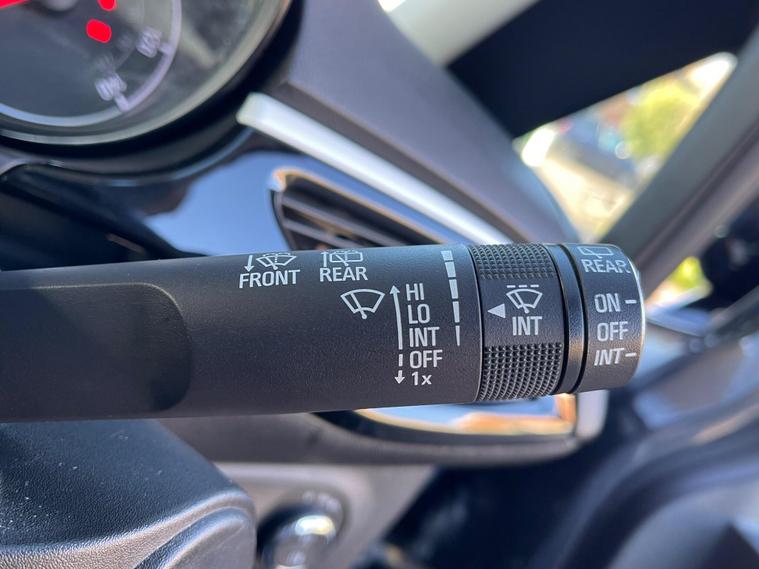 FRONT
REAR
HI
LO
INT
OFF
1x
INT
REAR
ON
OFF
INT